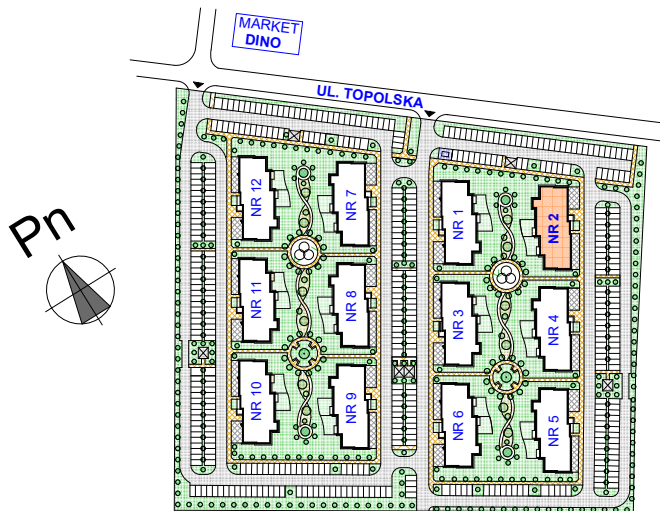 MARKET
DINO
UL. TOPOLSKA
Pn
NR 12
NR 7
NR 1
NR 2
NR 11
NR 8
NR 3
NR 4
NR 10
NR 9
NR 6
NR 5